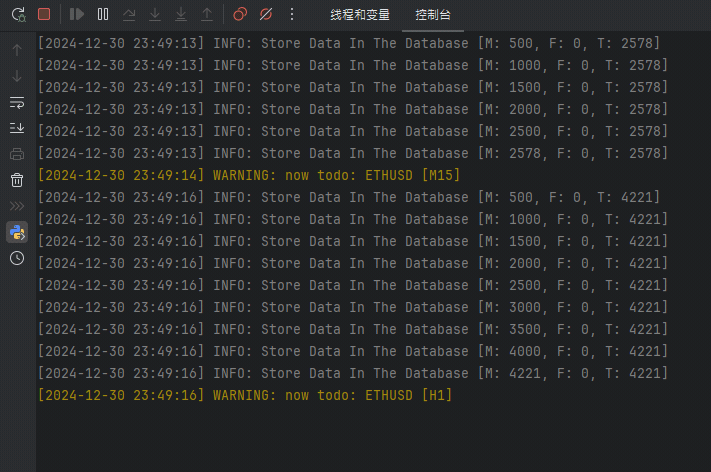 线程和变量 控制台
[2024-12-30 23:49:13] INFO: Store Data In The Database [M: 500, F: 0, T: 2578]
[2024-12-30 23:49:13] INFO: Store Data In The Database [M: 1000, F: 0, T: 2578]
[2024-12-30 23:49:13] INFO: Store Data In The Database [M: 1500, F: 0, T: 2578]
[2024-12-30 23:49:13] INFO: Store Data In The Database [M: 2000, F: 0, T: 2578]
[2024-12-30 23:49:13] INFO: Store Data In The Database [M: 2500, F: 0, T: 2578]
[2024-12-30 23:49:13] INFO: Store Data In The Database [M: 2578, F: 0, T: 2578]
[2024-12-30 23:49:14] WARNING: now todo: ETHUSD [M15]
[2024-12-30 23:49:16] INFO: Store Data In The Database [M: 500, F: 0, T: 4221]
[2024-12-30 23:49:16] INFO: Store Data In The Database [M: 1000, F: 0, T: 4221]
[2024-12-30 23:49:16] INFO: Store Data In The Database [M: 1500, F: 0, T: 4221]
[2024-12-30 23:49:16] INFO: Store Data In The Database [M: 2000, F: 0, T: 4221]
[2024-12-30 23:49:16] INFO: Store Data In The Database [M: 2500, F: 0, T: 4221]
[2024-12-30 23:49:16] INFO: Store Data In The Database [M: 3000, F: 0, T: 4221]
[2024-12-30 23:49:16] INFO: Store Data In The Database [M: 3500, F: 0, T: 4221]
[2024-12-30 23:49:16] INFO: Store Data In The Database [M: 4000, F: 0, T: 4221]
[2024-12-30 23:49:16] INFO: Store Data In The Database [M: 4221, F: 0, T: 4221]
[2024-12-30 23:49:16] WARNING: now todo: ETHUSD [H1]